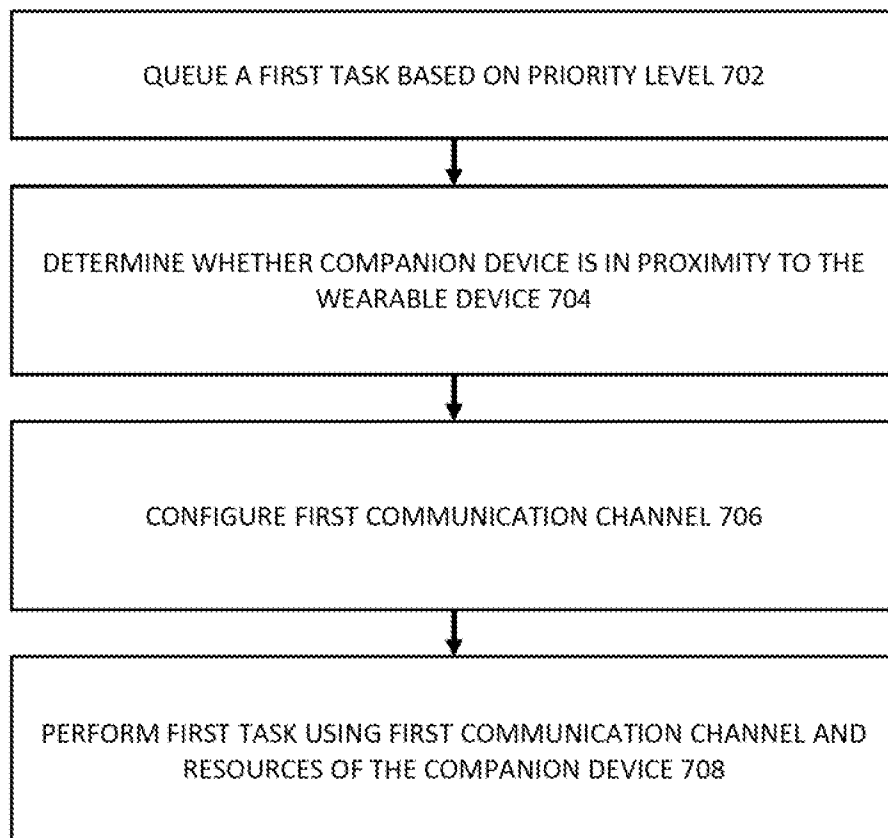 QUEUE A FIRST TASK BASED ON PRIORITY LEVEL 702
DETERMINE WHETHER COMPANION DEVICE IS IN PROXIMITY TO THE
WEARABLE DEVICE 704
CONFIGURE FIRST COMMUNICATION CHANNEL 706
PERFORM FIRST TASK USING FIRST COMMUNICATION CHANNEL AND
RESOURCES OF THE COMPANION DEVICE 708